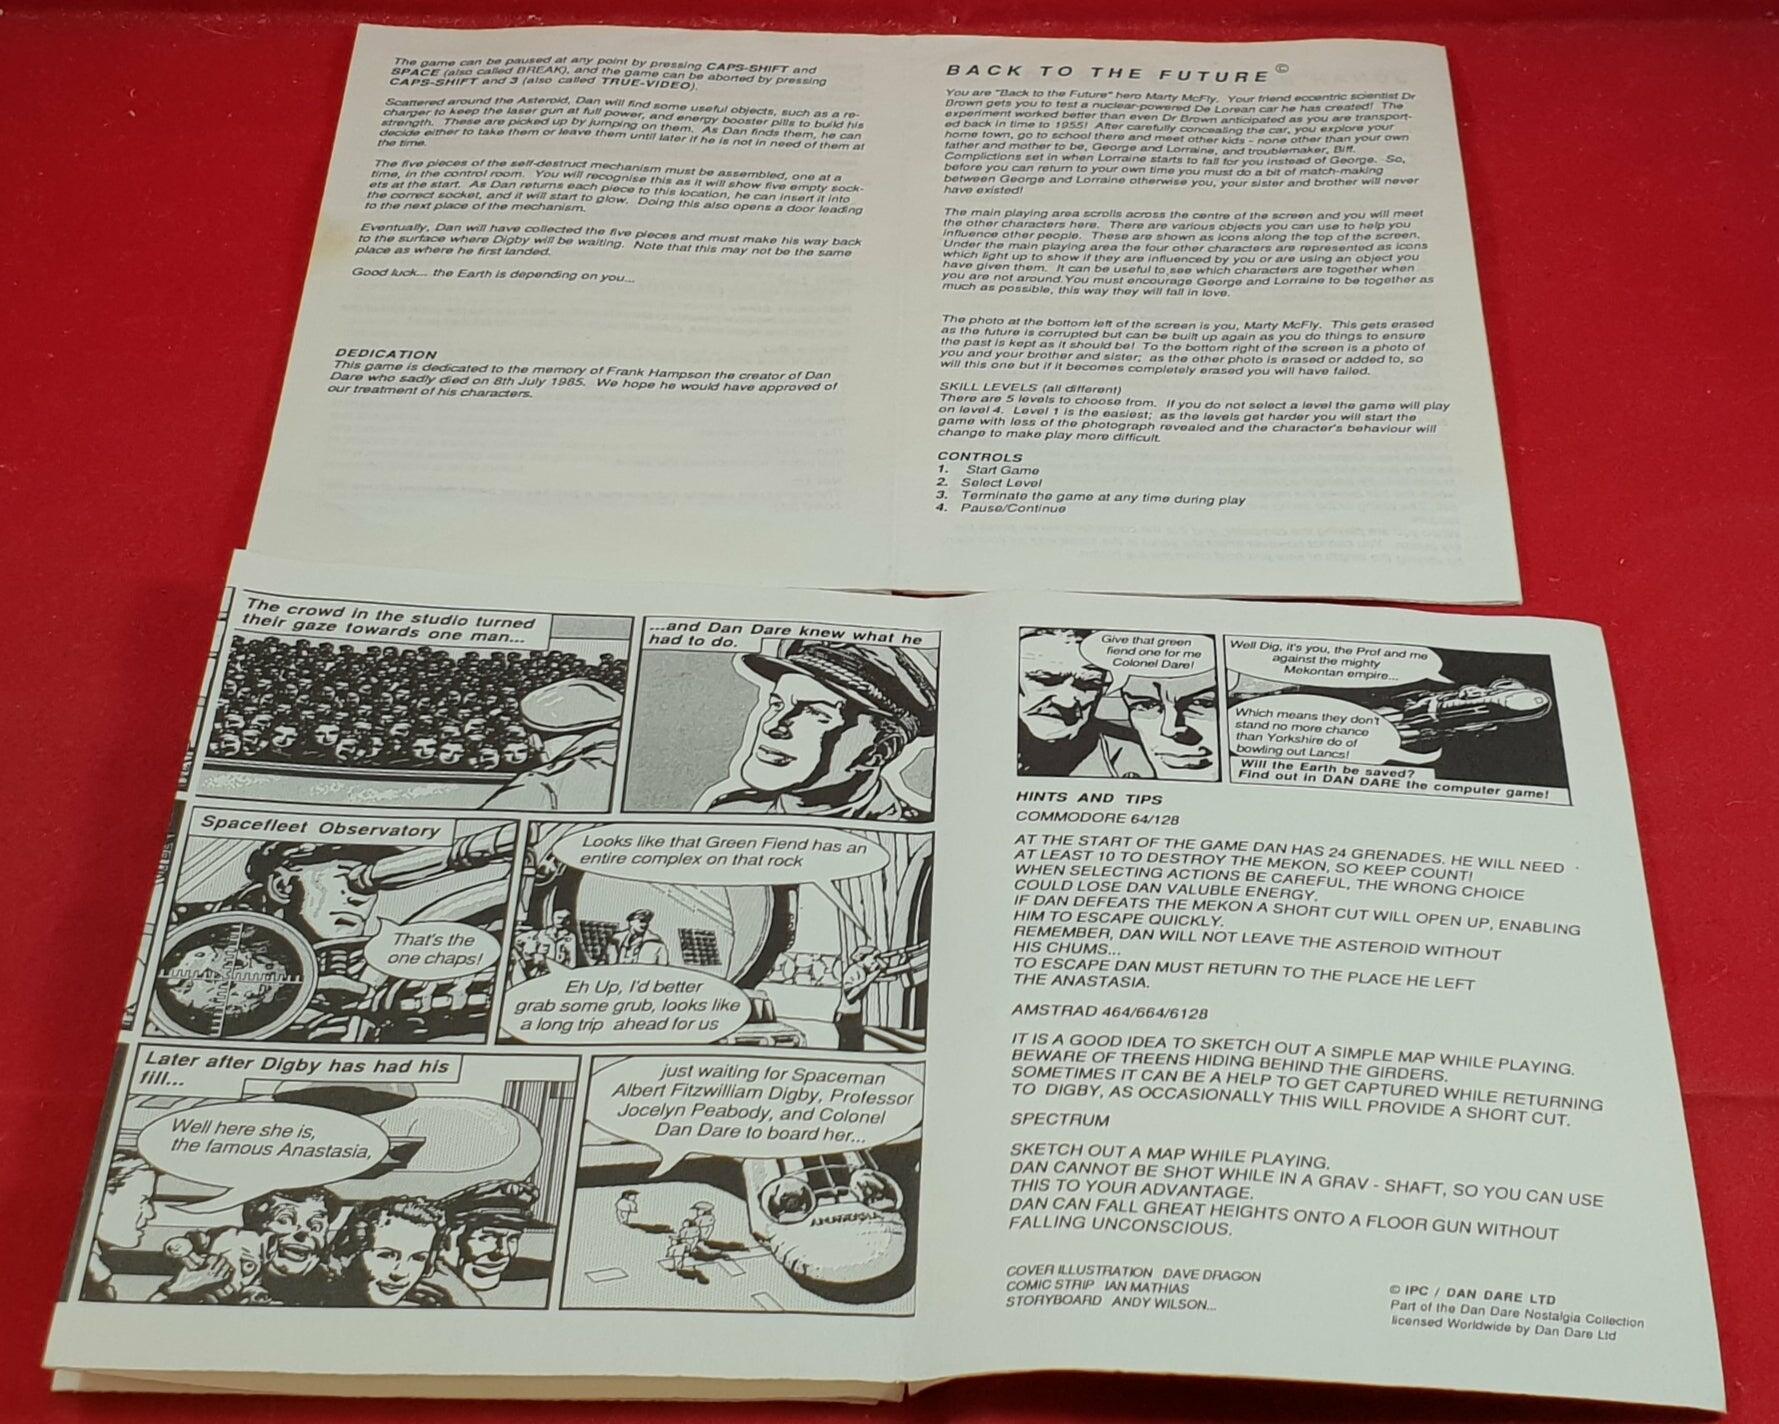 The game can be paused at any point by pressing CAPS-SHIFT and
SPACE (also called BREAK), and the game can be aborted by pressing
CAPS-SHIFT and 3 (also called TRUE-VIDEO).
Scattered around the Asteroid, Dan will find some useful objects, such as a re-
charger to keep the laser gun at full power, and energy booster pills to build his
strength. These are picked up by jumping on them. As Dan finds them, he can
decide either to take them or leave them until later if he is not in need of them at
the time.
The five pieces of the self-destruct mechanism must be assembled, one at a
time, in the control room. You will recognise this as it will show five empty sock-
ets at the start. As Dan returns each piece to this location, he can insert it into
the correct socket, and it will start to glow. Doing this also opens a door leading
to the next place of the mechanism.
Eventually, Dan will have collected the five pieces and must make his way back
to the surface where Digby will be waiting. Note that this may not be the same
place as where he first landed.
Good luck... the Earth is depending on you...
DEDICATION
This game is dedicated to the memory of Frank Hampson the creator of Dan
Dare who sadly died on 8th July 1985. We hope he would have approved of
our treatment of his characters.
BACK TO THE FUTURE ©
You are "Back to the Future" hero Marty McFly. Your friend eccentric scientist Dr
Brown gets you to test a nuclear-powered De Lorean car he has created! The
experiment worked better than even Dr Brown anticipated as you are transport-
ed back in time to 1955! After carefully concealing the car, you explore your
home town, go to school there and meet other kids - none other than your own
father and mother to be, George and Lorraine, and troublemaker, Biff.
Complictions set in when Lorraine starts to fall for you instead of George. So,
before you can return to your own time you must do a bit of match-making
between George and Lorraine otherwise you, your sister and brother will never
have existed!
The main playing area scrolls across the centre of the screen and you will meet
the other characters here. There are various objects you can use to help you
influence other people. These are shown as icons along the top of the screen.
Under the main playing area the four other characters are represented as icons
which light up to show if they are influenced by you or are using an object you
have given them. It can be useful to see which characters are together when
you are not around. You must encourage George and Lorraine to be together as
much as possible, this way they will fall in love.
The photo at the bottom left of the screen is you, Marty McFly. This gets erased
as the future is corrupted but can be built up again as you do things to ensure
the past is kept as it should be! To the bottom right of the screen is a photo of
you and your brother and sister; as the other photo is erased or added to, so
will this one but if it becomes completely erased you will have failed.
SKILL LEVELS (all different)
There are 5 levels to choose from. If you do not select a level the game will play
on level 4. Level 1 is the easiest; as the levels get harder you will start the
game with less of the photograph revealed and the character's behaviour will
change to make play more difficult.
CONTROLS
1. Start Game
2. Select Level
3. Terminate the game at any time during play
4. Pause/Continue
The crowd in the studio turned
their gaze towards one man...
...and Dan Dare knew what he
had to do.
Spacefleet Observatory
That's the
one chaps!
Looks like that Green Fiend has an
entire complex on that rock
Eh Up, I'd better
grab some grub, looks like
a long trip ahead for us
Later after Digby has had his
fill...
Well here she is,
the famous Anastasia,
just waiting for Spaceman
Albert Fitzwilliam Digby, Professor
Jocelyn Peabody, and Colonel
Dan Dare to board her...
Give that green
fiend one for me
Colonel Dare!
Well Dig, it's you, the Prof and me
against the mighty
Mekontan empire...
Which means they don't
stand no more chance
than Yorkshire do of
bowling out Lancs!
Will the Earth be saved?
Find out in DAN DARE the computer game!
HINTS AND TIPS
COMMODORE 64/128
AT THE START OF THE GAME DAN HAS 24 GRENADES. HE WILL NEED
AT LEAST 10 TO DESTROY THE MEKON, SO KEEP COUNT!
WHEN SELECTING ACTIONS BE CAREFUL, THE WRONG CHOICE
COULD LOSE DAN VALUBLE ENERGY.
IF DAN DEFEATS THE MEKON A SHORT CUT WILL OPEN UP, ENABLING
HIM TO ESCAPE QUICKLY.
REMEMBER, DAN WILL NOT LEAVE THE ASTEROID WITHOUT
HIS CHUMS...
TO ESCAPE DAN MUST RETURN TO THE PLACE HE LEFT
THE ANASTASIA.
AMSTRAD 464/664/6128
IT IS A GOOD IDEA TO SKETCH OUT A SIMPLE MAP WHILE PLAYING.
BEWARE OF TREENS HIDING BEHIND THE GIRDERS.
SOMETIMES IT CAN BE A HELP TO GET CAPTURED WHILE RETURNING
TO DIGBY, AS OCCASIONALLY THIS WILL PROVIDE A SHORT CUT.
SPECTRUM
SKETCH OUT A MAP WHILE PLAYING.
DAN CANNOT BE SHOT WHILE IN A GRAV - SHAFT, SO YOU CAN USE
THIS TO YOUR ADVANTAGE.
DAN CAN FALL GREAT HEIGHTS ONTO A FLOOR GUN WITHOUT
FALLING UNCONSCIOUS.
COVER ILLUSTRATION DAVE DRAGON
COMIC STRIP IAN MATHIAS
STORYBOARD ANDY WILSON...
© IPC / DAN DARE LTD
Part of the Dan Dare Nostalgia Collection
licensed Worldwide by Dan Dare Ltd